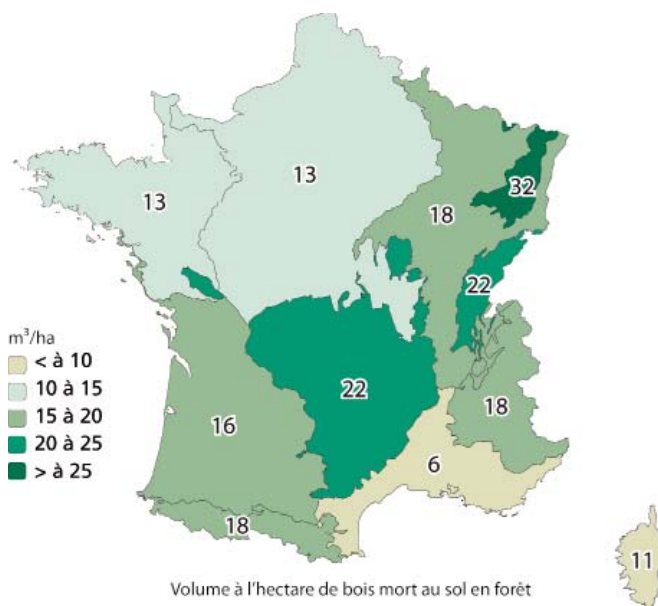 32
13
13
18
22
m³/ha
< à 10
10 à 15
15 à 20
20 à 25
> à 25
22
18
16
6
18
11
Volume à l'hectare de bois mort au sol en forêt